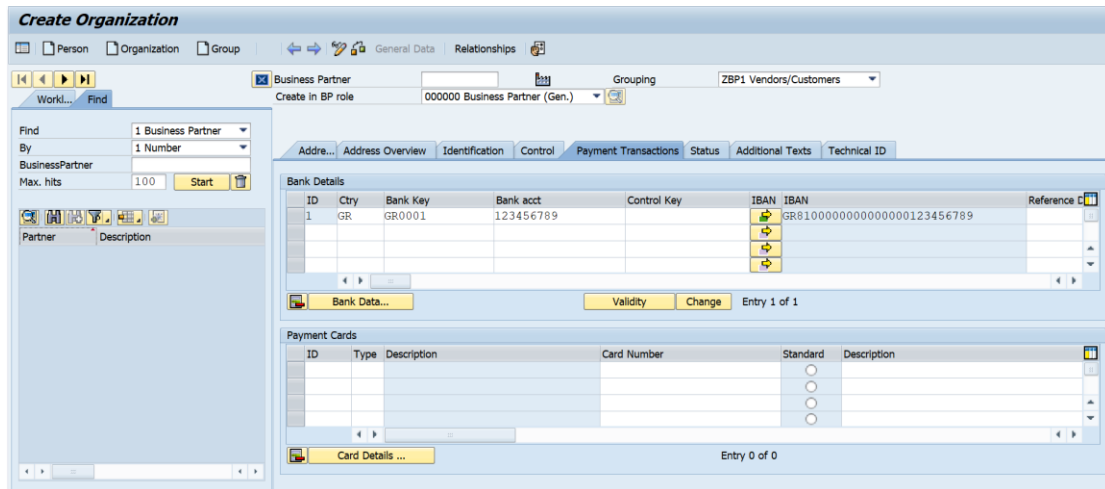 Create Organization
Person Organization Group General Data Relationships
Business Partner Grouping ZBP1 Vendors/Customers
Workl... Find
Create in BP role 000000 Business Partner (Gen.)
Find 1 Business Partner
By 1 Number
BusinessPartner
Max. hits 100 Start
Partner Description
Addre... Address Overview Identification Control Payment Transactions Status Additional Texts Technical ID
Bank Details
ID Ctry Bank Key Bank acct Control Key IBAN IBAN Reference D
1 GR GR0001 123456789 GR8100000000000000123456789
Bank Data... Validity Change Entry 1 of 1
Payment Cards
ID Type Description Card Number Standard Description
Card Details ... Entry 0 of 0